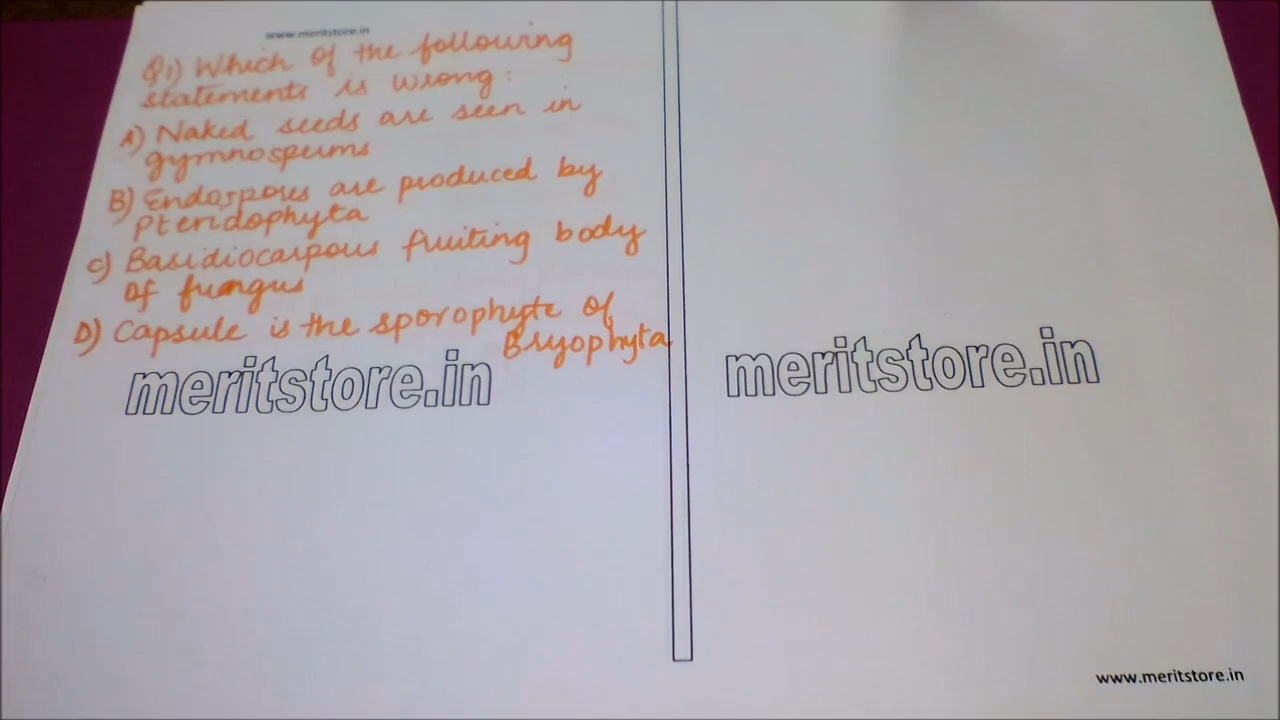 www.meritstore.in
Q1) Which of the following
statements is wrong:
A) Naked seeds are seen in
gymnosperms
B) Endospores are produced by
Pteridophyta
C) Basidiocarpous fruiting body
of fungus
D) Capsule is the sporophyte of
Bryophyta
meritstore.in
meritstore.in
www.meritstore.in